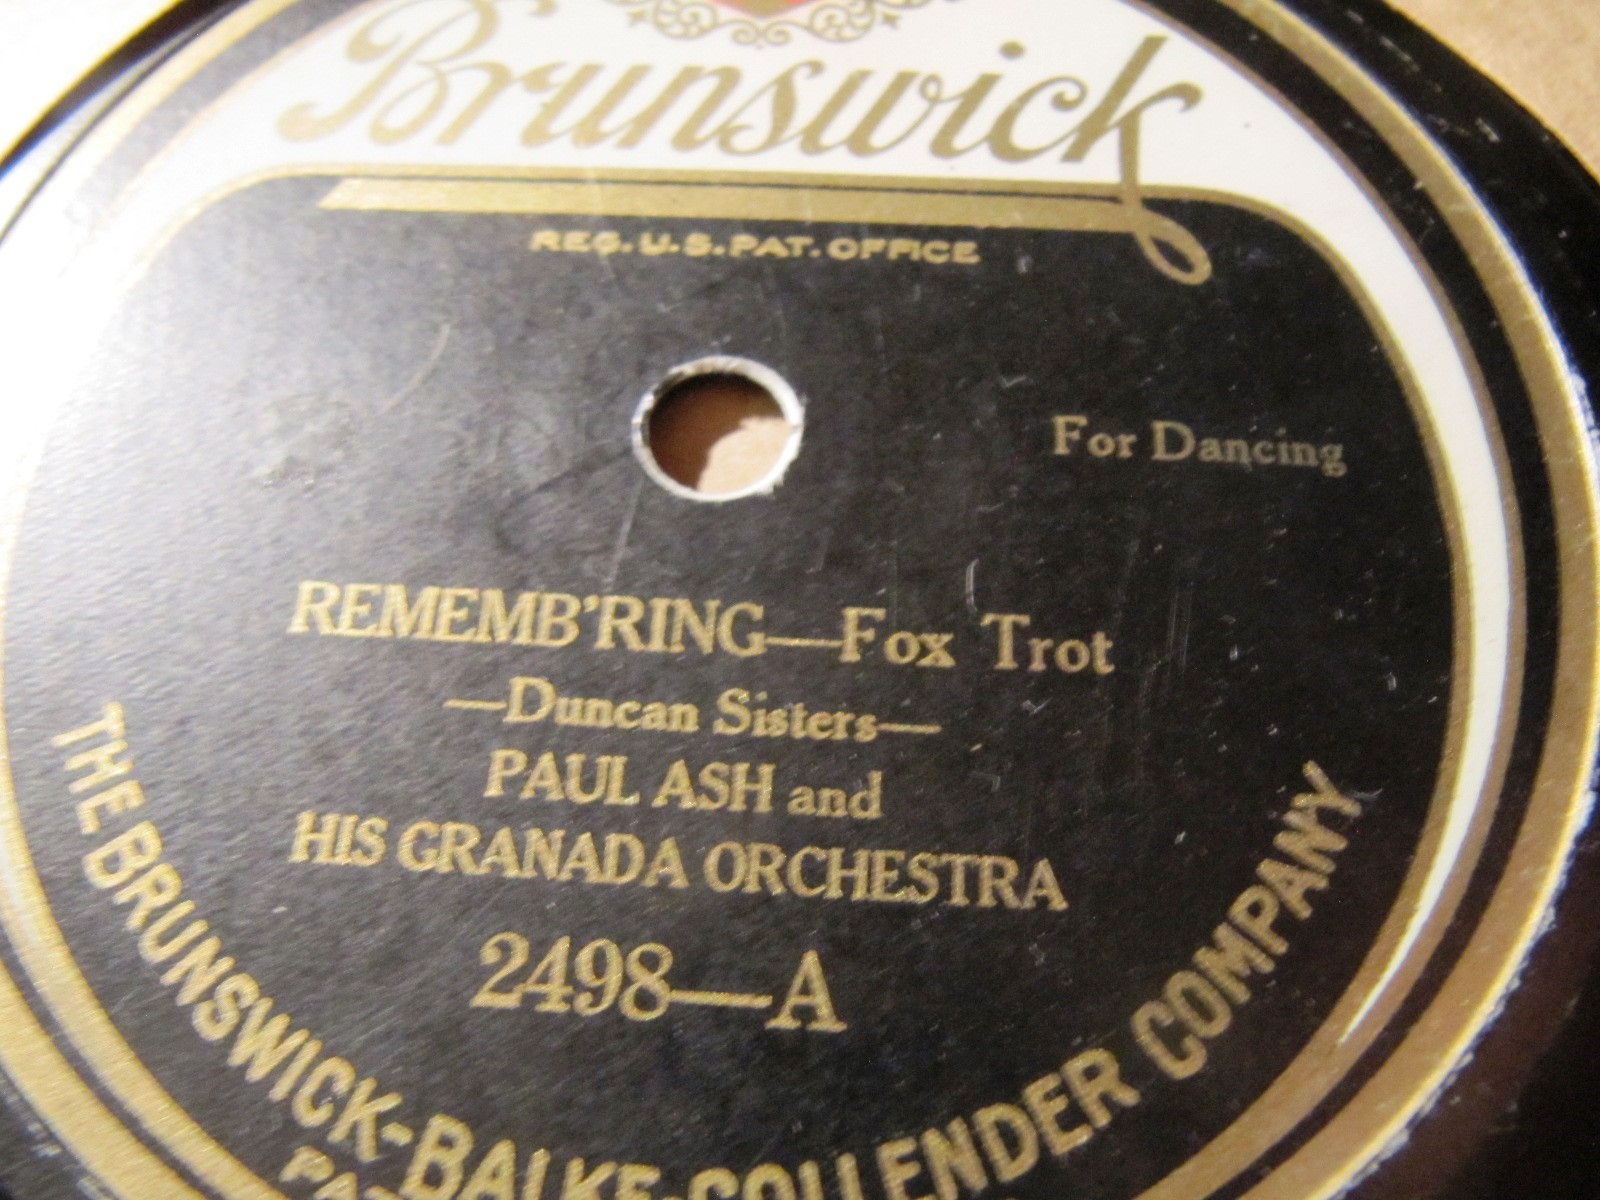 Brunswick
REG. U.S. PAT. OFFICE
For Dancing
REMEMB'RING—Fox Trot
—Duncan Sisters—
PAUL ASH and
HIS GRANADA ORCHESTRA
2498—A
THE BRUNSWICK-BALKE-COLLENDER COMPANY